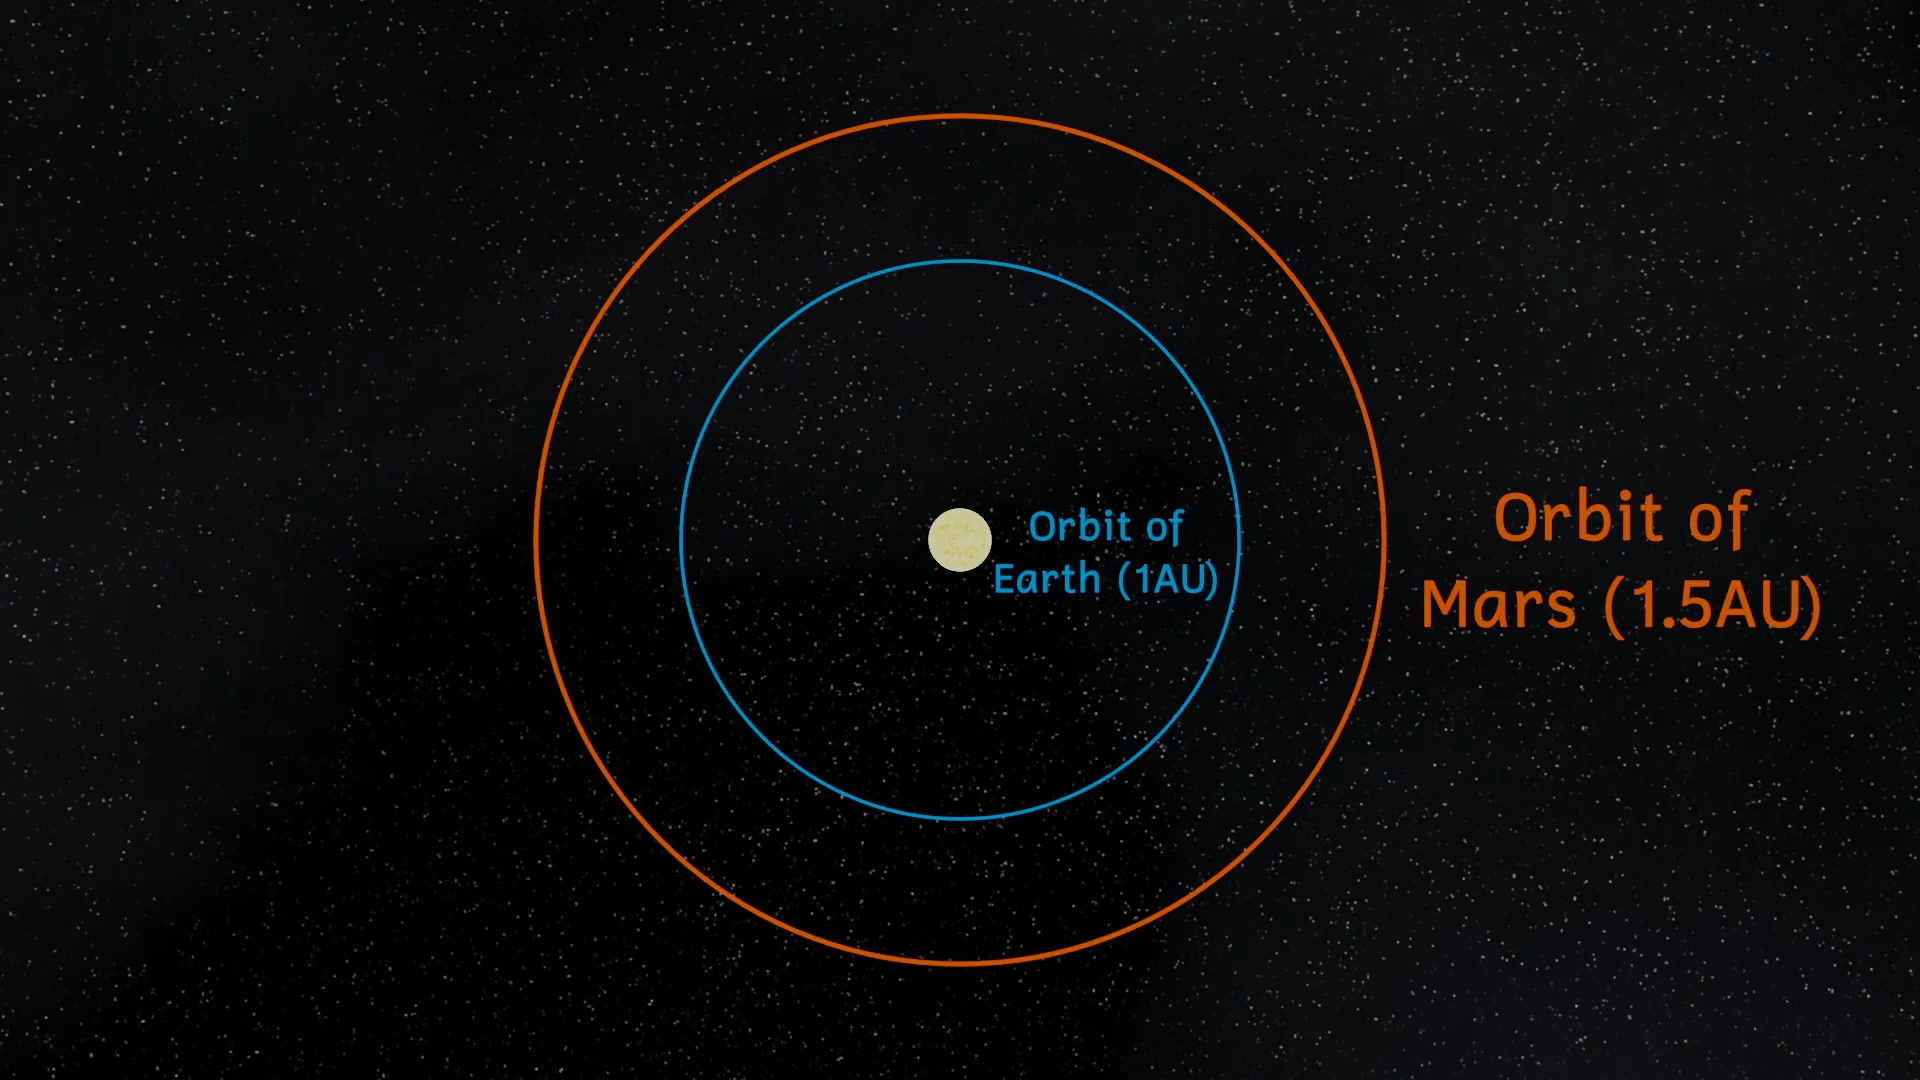 Orbit of
Earth (1AU)
Orbit of
Mars (1.5AU)